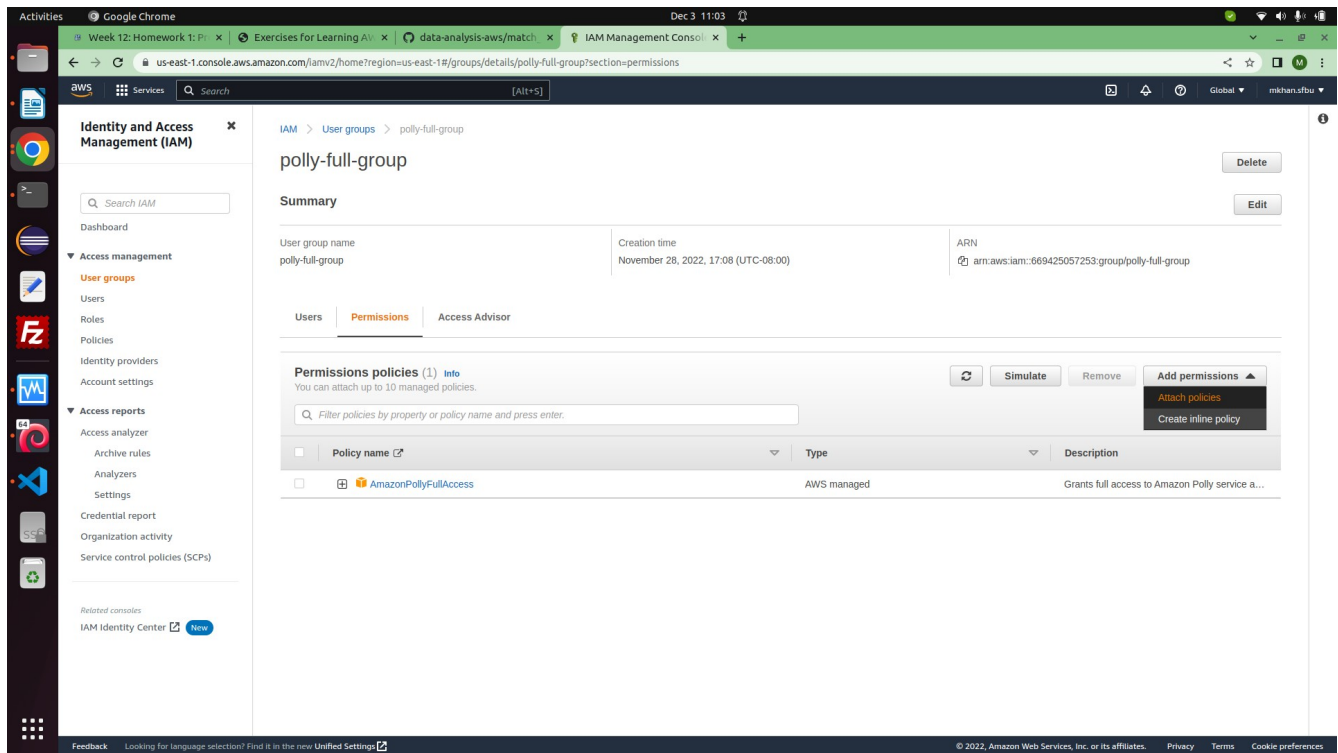 Activities
Google Chrome
Dec 3 11:03
Week 12: Homework 1: Pr
Exercises for Learning AW
data-analysis-aws/match_
IAM Management Consol
us-east-1.console.aws.amazon.com/iamv2/home?region=us-east-1#/groups/details/polly-full-group?section=permissions
M
aws
Services
Search
[Alt+S]
Global
mkhan.sfbu
Identity and Access
Management (IAM)
Search IAM
Dashboard
Access management
User groups
Users
Roles
Policies
Identity providers
Account settings
Access reports
Access analyzer
Archive rules
Analyzers
Settings
Credential report
Organization activity
Service control policies (SCPs)
Related consoles
IAM Identity Center
New
IAM > User groups > polly-full-group
polly-full-group
Delete
Summary
Edit
User group name
polly-full-group
Creation time
November 28, 2022, 17:08 (UTC-08:00)
ARN
arn:aws:iam::669425057253:group/polly-full-group
Users
Permissions
Access Advisor
Permissions policies (1) Info
You can attach up to 10 managed policies.
Simulate
Remove
Add permissions
Attach policies
Create inline policy
Filter policies by property or policy name and press enter.
Policy name
Type
Description
AmazonPollyFullAccess
AWS managed
Grants full access to Amazon Polly service a...
Fz
64
SSD
Feedback
Looking for language selection? Find it in the new Unified Settings
© 2022, Amazon Web Services, Inc. or its affiliates.
Privacy
Terms
Cookie preferences